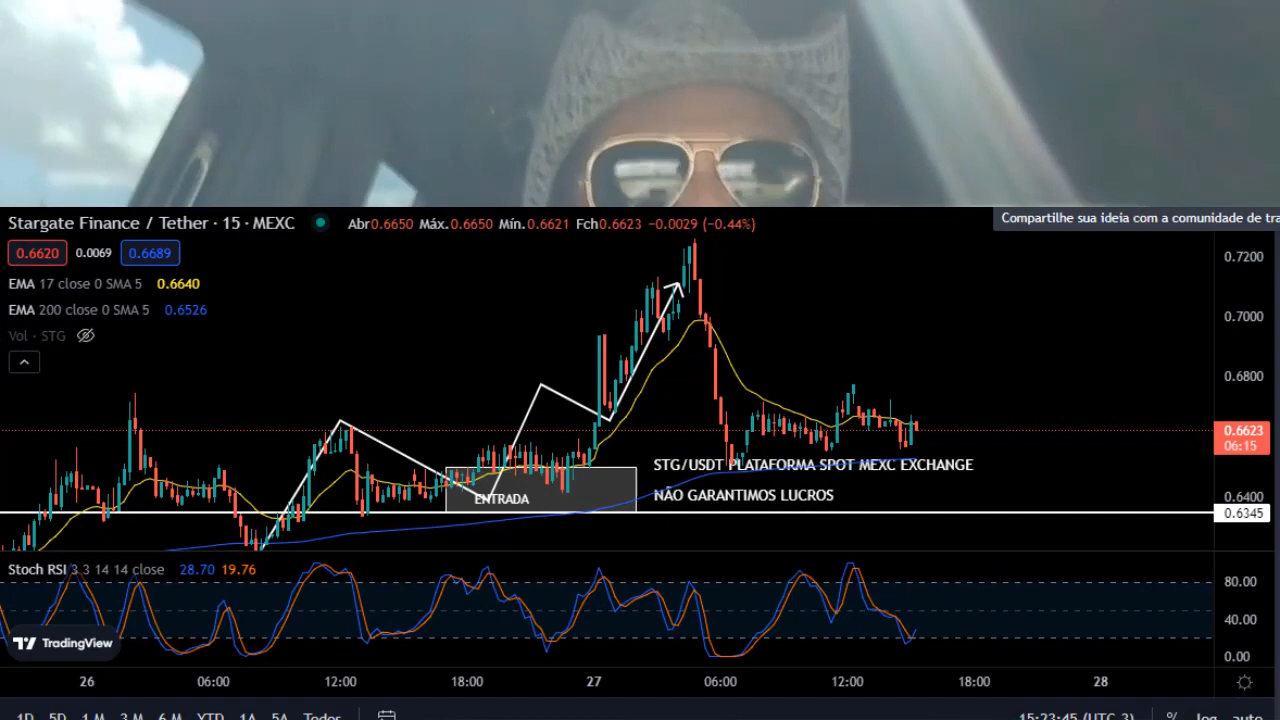 Stargate Finance / Tether · 15 · MEXC Abr0.6650 Máx.0.6650 Mín.0.6621 Fch0.6623 −0.0029 (−0.44%)
Compartilhe sua ideia com a comunidade de tra
0.6620 0.0069 0.6689
EMA 17 close 0 SMA 5 0.6640
EMA 200 close 0 SMA 5 0.6526
Vol · STG
0.7200
0.7000
0.6800
0.6623
06:15
0.6400
0.6345
STG/USDT PLATAFORMA SPOT MEXC EXCHANGE
NÃO GARANTIMOS LUCROS
ENTRADA
Stoch RSI 3 3 14 14 close 28.70 19.76
80.00
40.00
0.00
TradingView
26 06:00 12:00 18:00 27 06:00 12:00 18:00 28
1D 5D 1 M 3 M 6 M YTD 1A 5A Todos 15:23:45 (UTC-3) % log auto